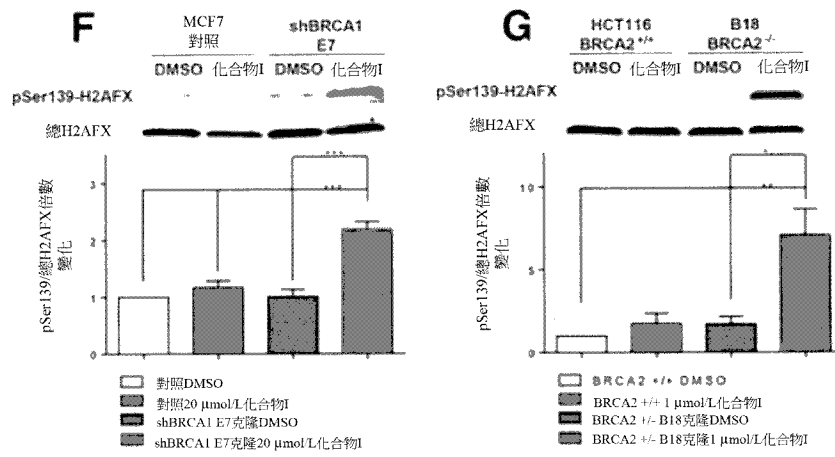 F
MCF7
對照
shBRCA1
E7
DMSO 化合物I DMSO 化合物I
pSer139-H2AFX
總H2AFX
***
***
pSer139/總H2AFX倍數
變化
3
2
1
0
對照DMSO
對照20 μmol/L化合物I
shBRCA1 E7克隆DMSO
shBRCA1 E7克隆20 μmol/L化合物I
G
HCT116
BRCA2+/+
B18
BRCA2-/-
DMSO 化合物I DMSO 化合物I
pSer139-H2AFX
總H2AFX
*
**
pSer139/總H2AFX倍數
變化
10
5
0
BRCA2 +/+ DMSO
BRCA2 +/+ 1 μmol/L化合物I
BRCA2 +/- B18克隆DMSO
BRCA2 +/- B18克隆1 μmol/L化合物I